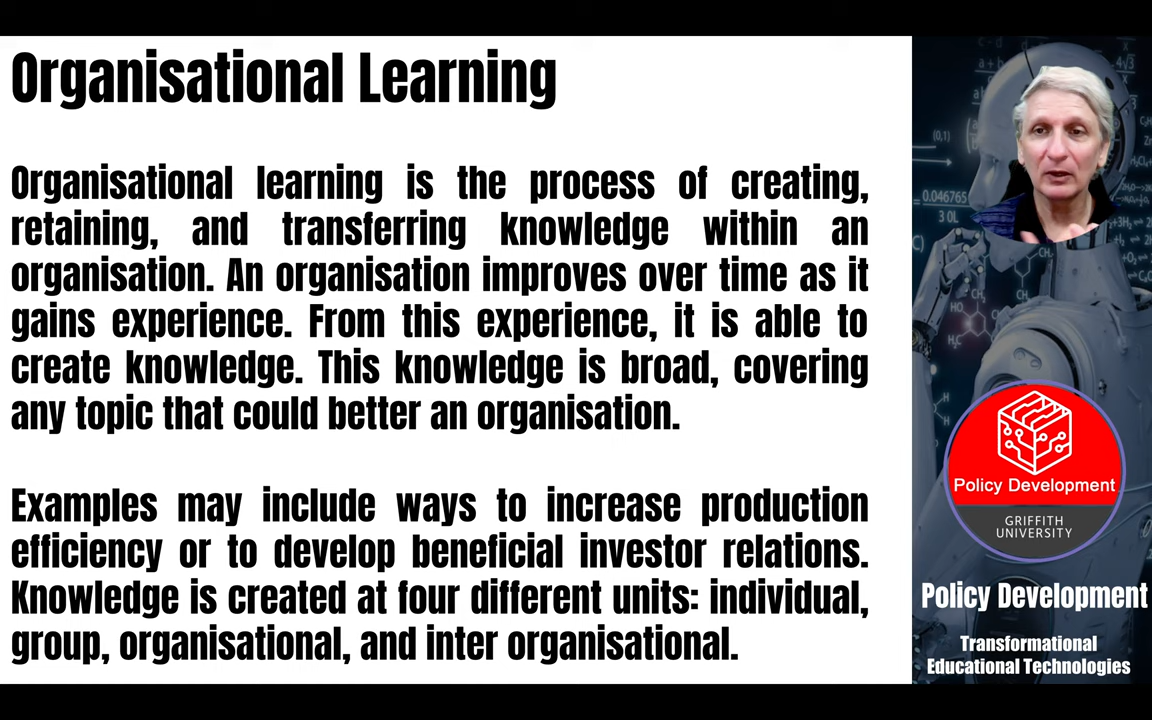 Organisational Learning
Organisational learning is the process of creating,
retaining, and transferring knowledge within an
organisation. An organisation improves over time as it
gains experience. From this experience, it is able to
create knowledge. This knowledge is broad, covering
any topic that could better an organisation.
Examples may include ways to increase production
efficiency or to develop beneficial investor relations.
Knowledge is created at four different units: individual,
group, organisational, and inter organisational.
Policy Development
GRIFFITH
UNIVERSITY
Policy Development
Transformational
Educational Technologies